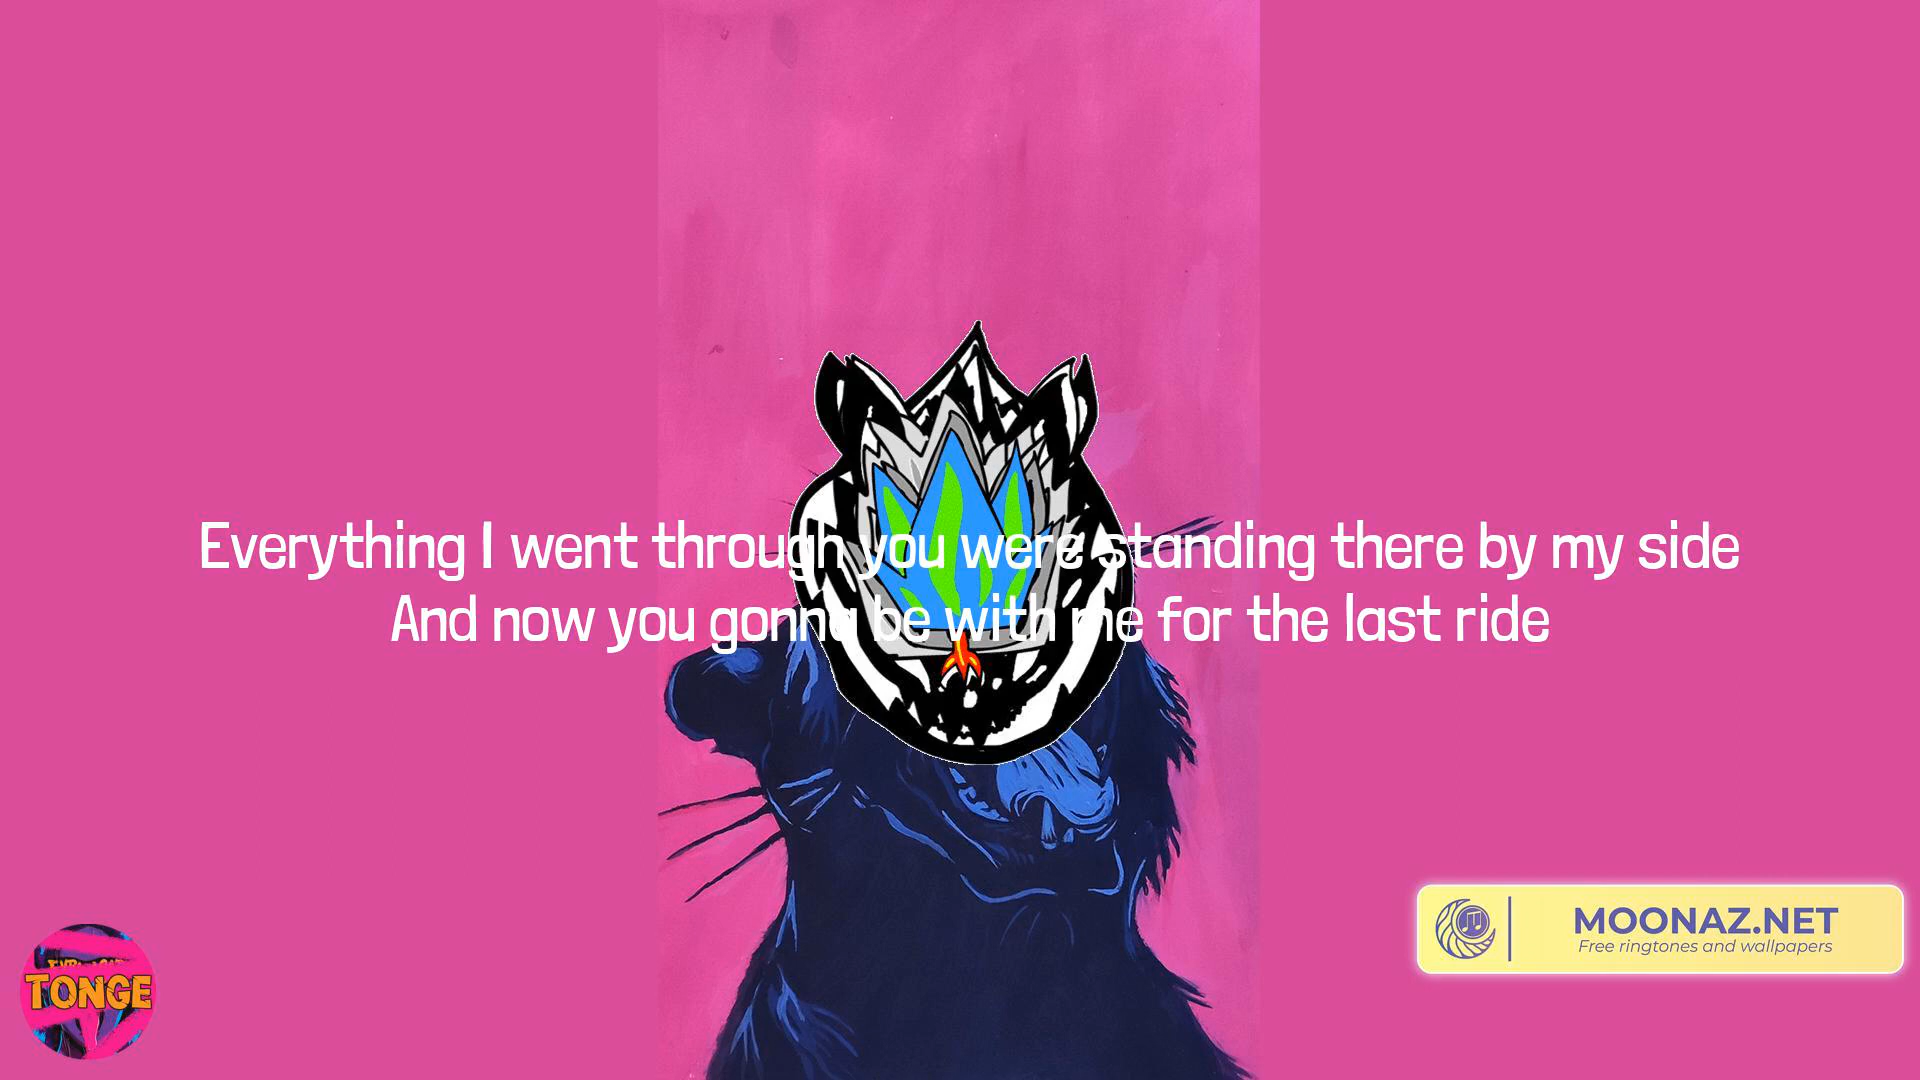 Everything I went through you were standing there by my side
And now you gonna be with me for the last ride
TONGE
MOONAZ.NET
Free ringtones and wallpapers